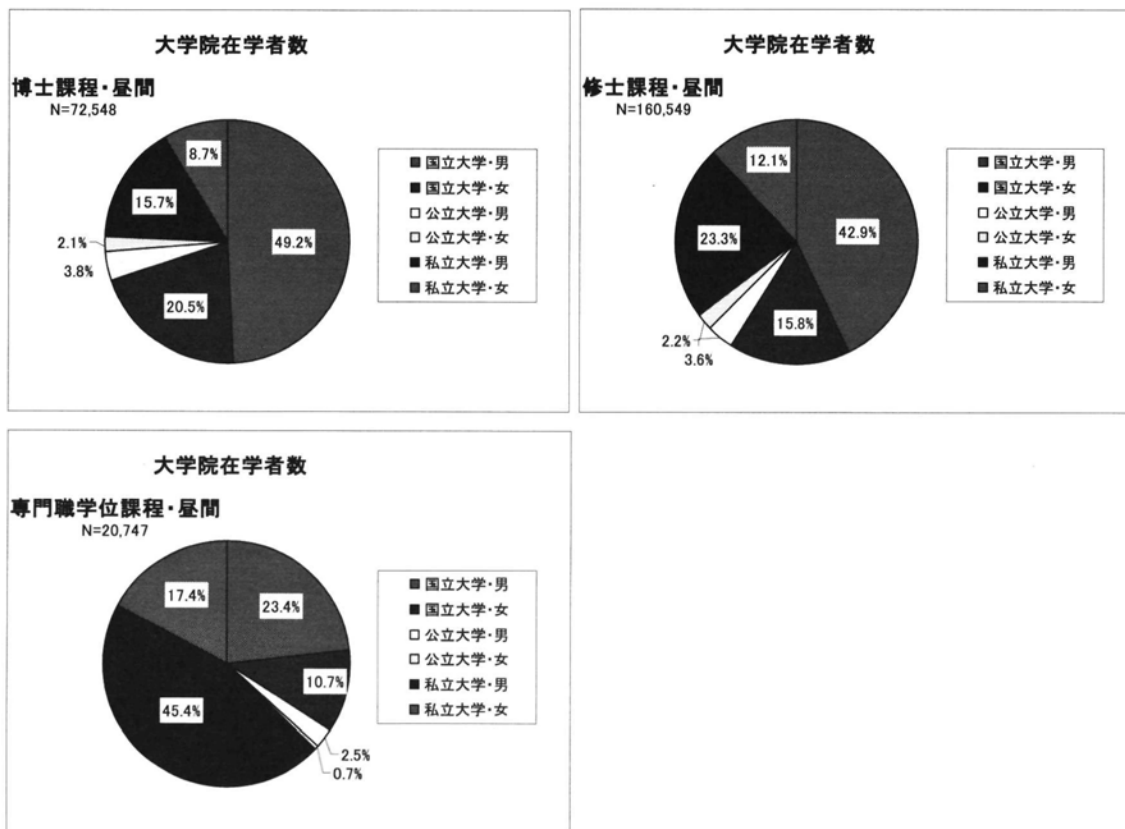 大学院在学者数
博士課程・昼間
N=72,548
8.7%
15.7%
49.2%
2.1%
3.8%
20.5%
国立大学・男
国立大学・女
公立大学・男
公立大学・女
私立大学・男
私立大学・女
大学院在学者数
修士課程・昼間
N=160,549
12.1%
23.3%
42.9%
15.8%
2.2%
3.6%
国立大学・男
国立大学・女
公立大学・男
公立大学・女
私立大学・男
私立大学・女
大学院在学者数
専門職学位課程・昼間
N=20,747
17.4%
23.4%
10.7%
45.4%
2.5%
0.7%
国立大学・男
国立大学・女
公立大学・男
公立大学・女
私立大学・男
私立大学・女